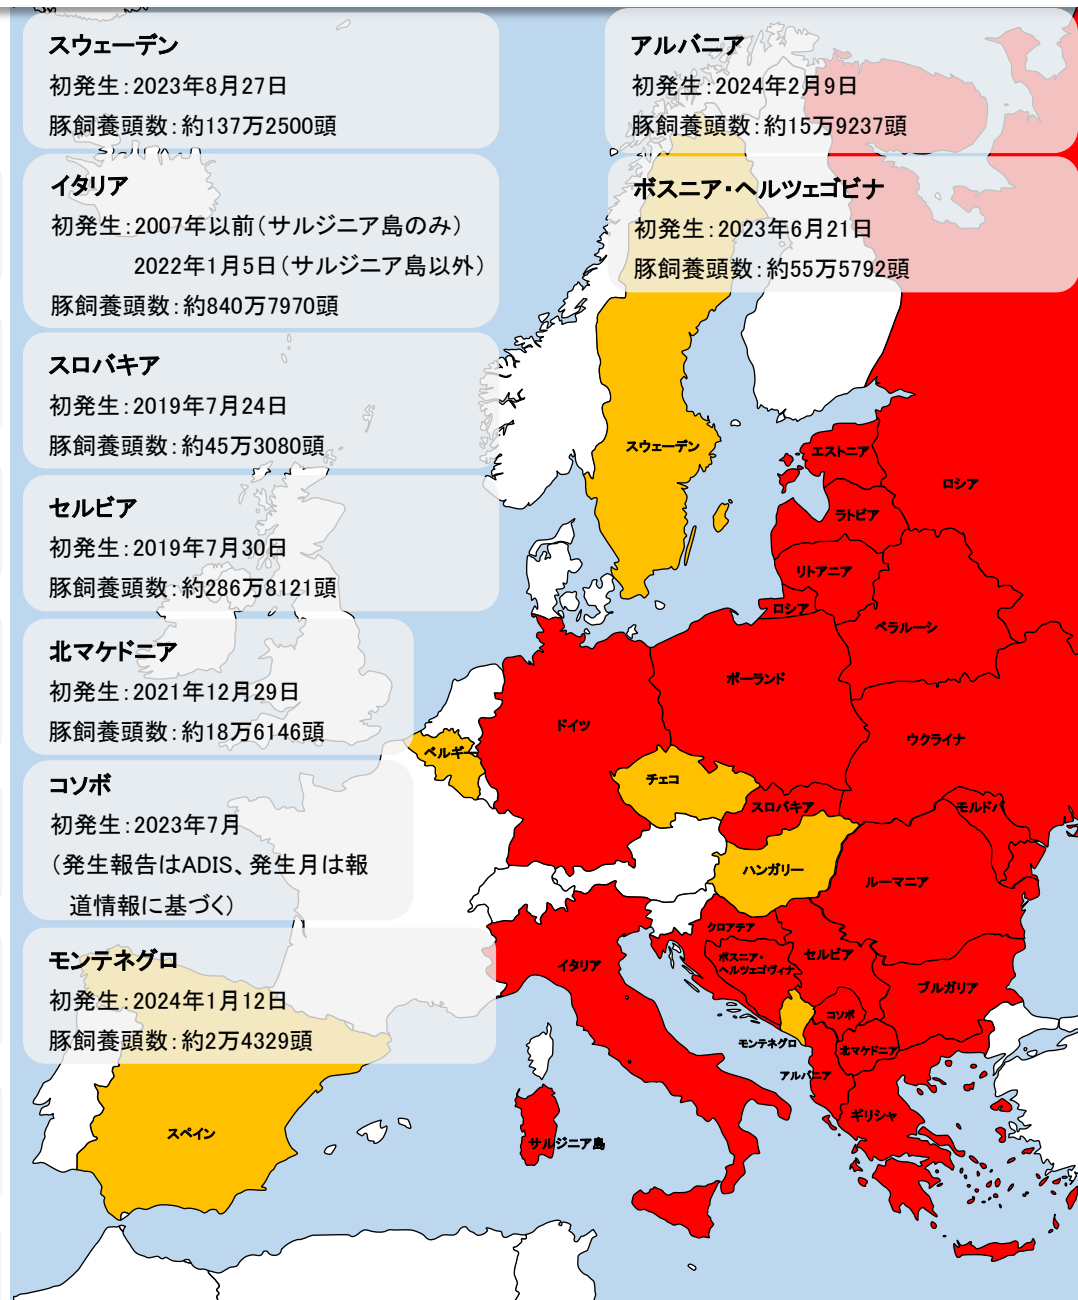 スウェーデン
初発生：2023年8月27日
豚飼養頭数：約137万2500頭
イタリア
初発生：2007年以前（サルジニア島のみ）
2022年1月5日（サルジニア島以外）
豚飼養頭数：約840万7970頭
スロバキア
初発生：2019年7月24日
豚飼養頭数：約45万3080頭
セルビア
初発生：2019年7月30日
豚飼養頭数：約286万8121頭
北マケドニア
初発生：2021年12月29日
豚飼養頭数：約18万6146頭
コソボ
初発生：2023年7月
（発生報告はADIS、発生月は報
道情報に基づく）
モンテネグロ
初発生：2024年1月12日
豚飼養頭数：約2万4329頭
アルバニア
初発生：2024年2月9日
豚飼養頭数：約15万9237頭
ボスニア・ヘルツェゴビナ
初発生：2023年6月21日
豚飼養頭数：約55万5792頭
スウェーデン
エストニア
ロシア
ラトビア
リトアニア
ロシア
ベラルーシ
ポーランド
ドイツ
ウクライナ
ベルギー
チェコ
スロバキア
モルドバ
ハンガリー
ルーマニア
クロアチア
ボスニア・
ヘルツェゴヴィナ
セルビア
イタリア
ブルガリア
コソボ
モンテネグロ
北マケドニア
アルバニア
ギリシャ
スペイン
サルジニア島